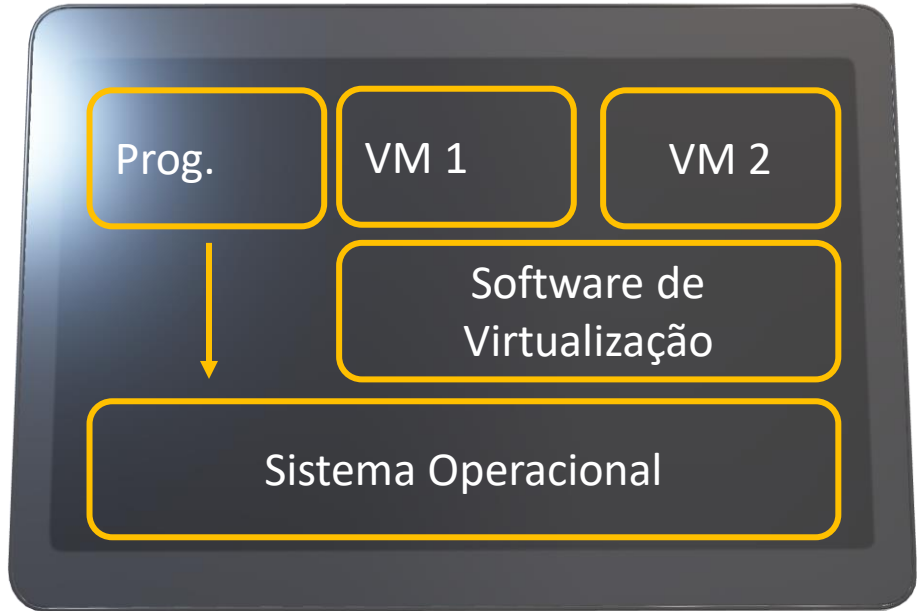 Prog.
VM 1
VM 2
Software de
Virtualização
Sistema Operacional